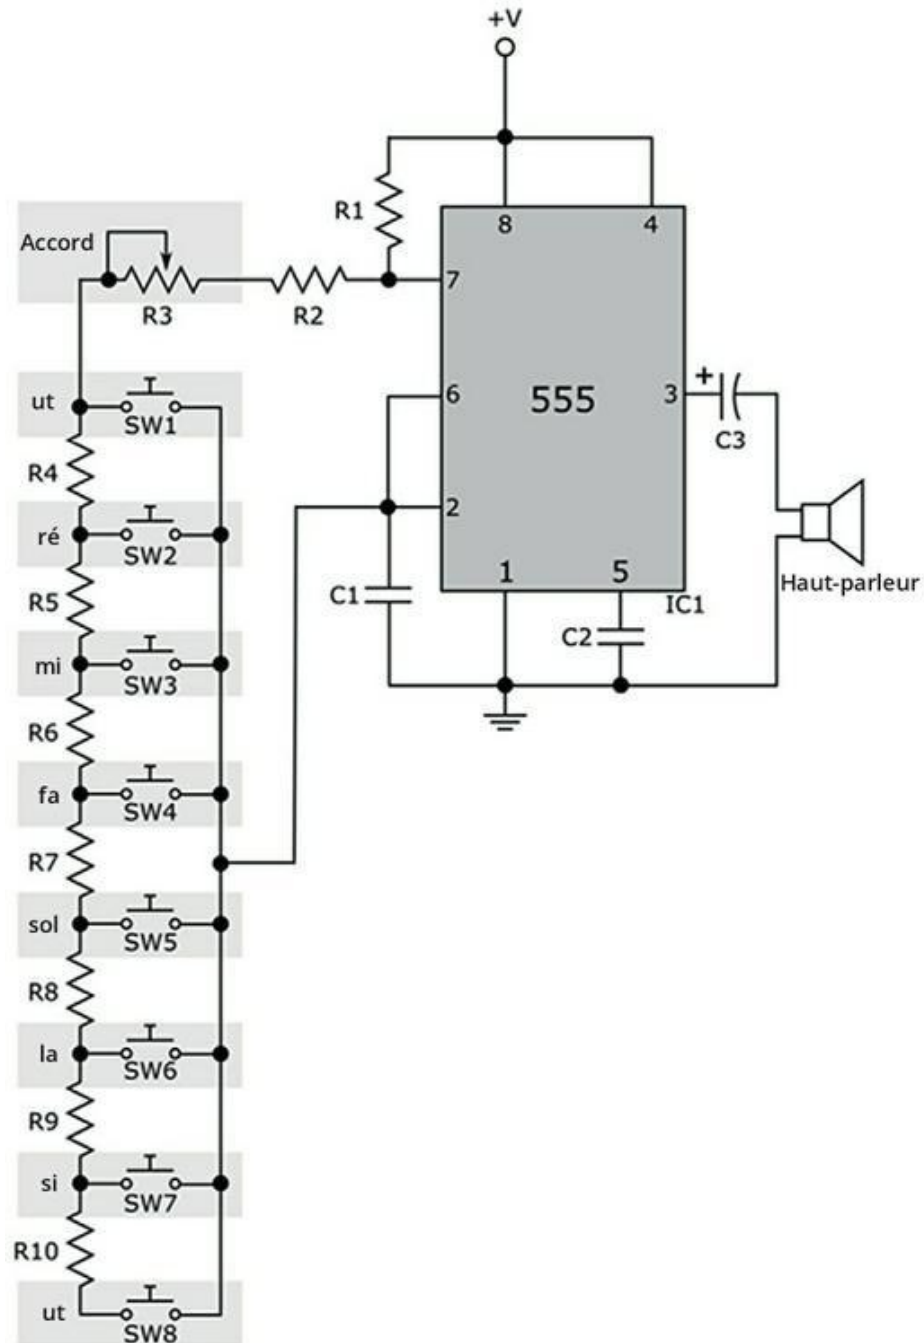 +V
R1
8
4
Accord
7
R3
R2
ut
SW1
6
555
3
+
C3
R4
ré
SW2
2
R5
C1
1
5
Haut-parleur
IC1
C2
mi
SW3
R6
fa
SW4
R7
sol
SW5
R8
la
SW6
R9
si
SW7
R10
ut
SW8